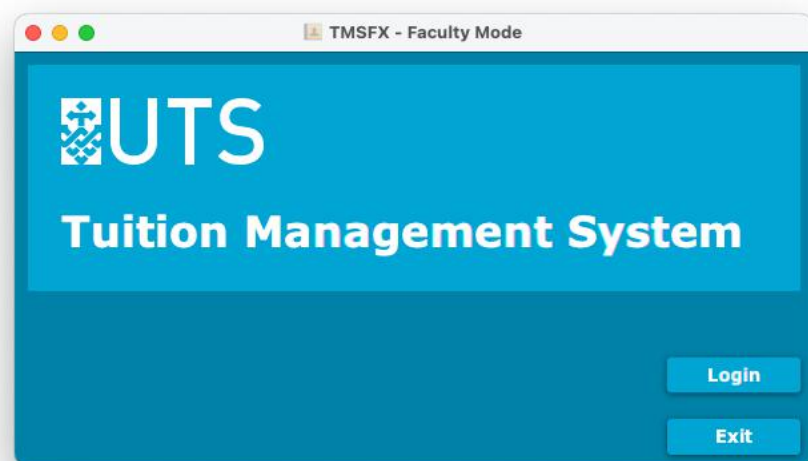 TMSFX - Faculty Mode
UTS
Tuition Management System
Login
Exit